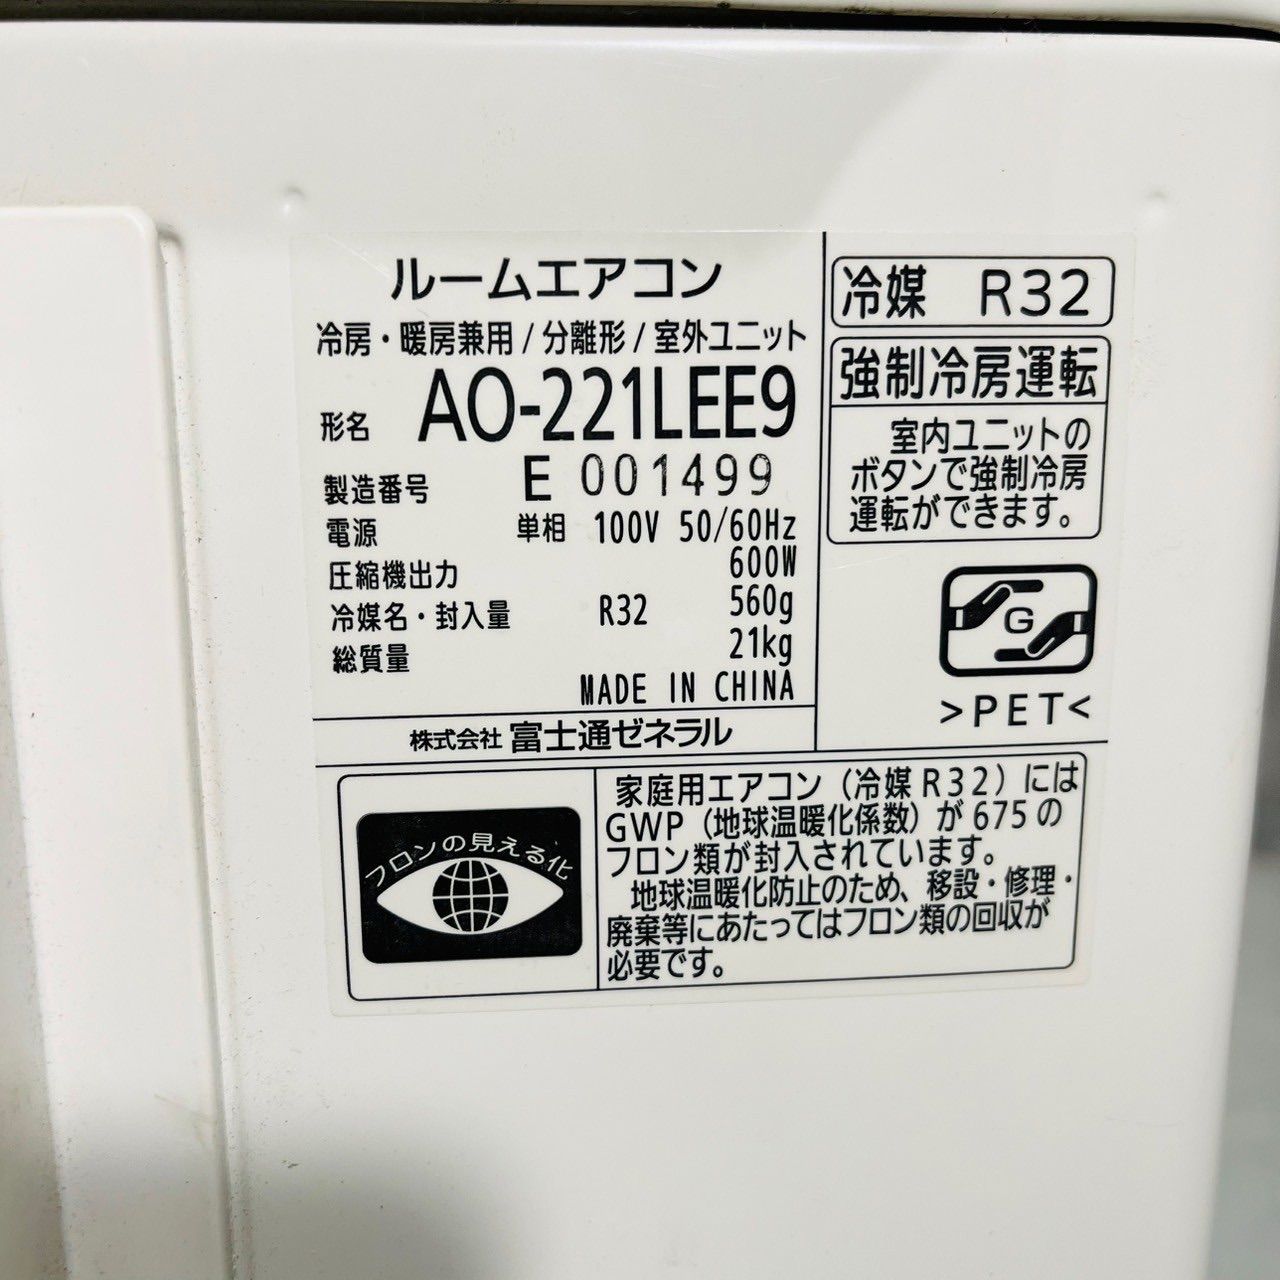 ルームエアコン
冷房・暖房兼用/分離形/室外ユニット
形名 AO-221LEE9
製造番号 E 001499
電源 単相 100V 50/60Hz
圧縮機出力 600W
冷媒名・封入量 R32 560g
総質量 21kg
MADE IN CHINA
株式会社 富士通ゼネラル
冷媒 R32
強制冷房運転
室内ユニットの
ボタンで強制冷房
運転ができます。
G
>PET<
フロンの見える化
家庭用エアコン（冷媒R32）には
GWP（地球温暖化係数）が675の
フロン類が封入されています。
地球温暖化防止のため、移設・修理・
廃棄等にあたってはフロン類の回収が
必要です。